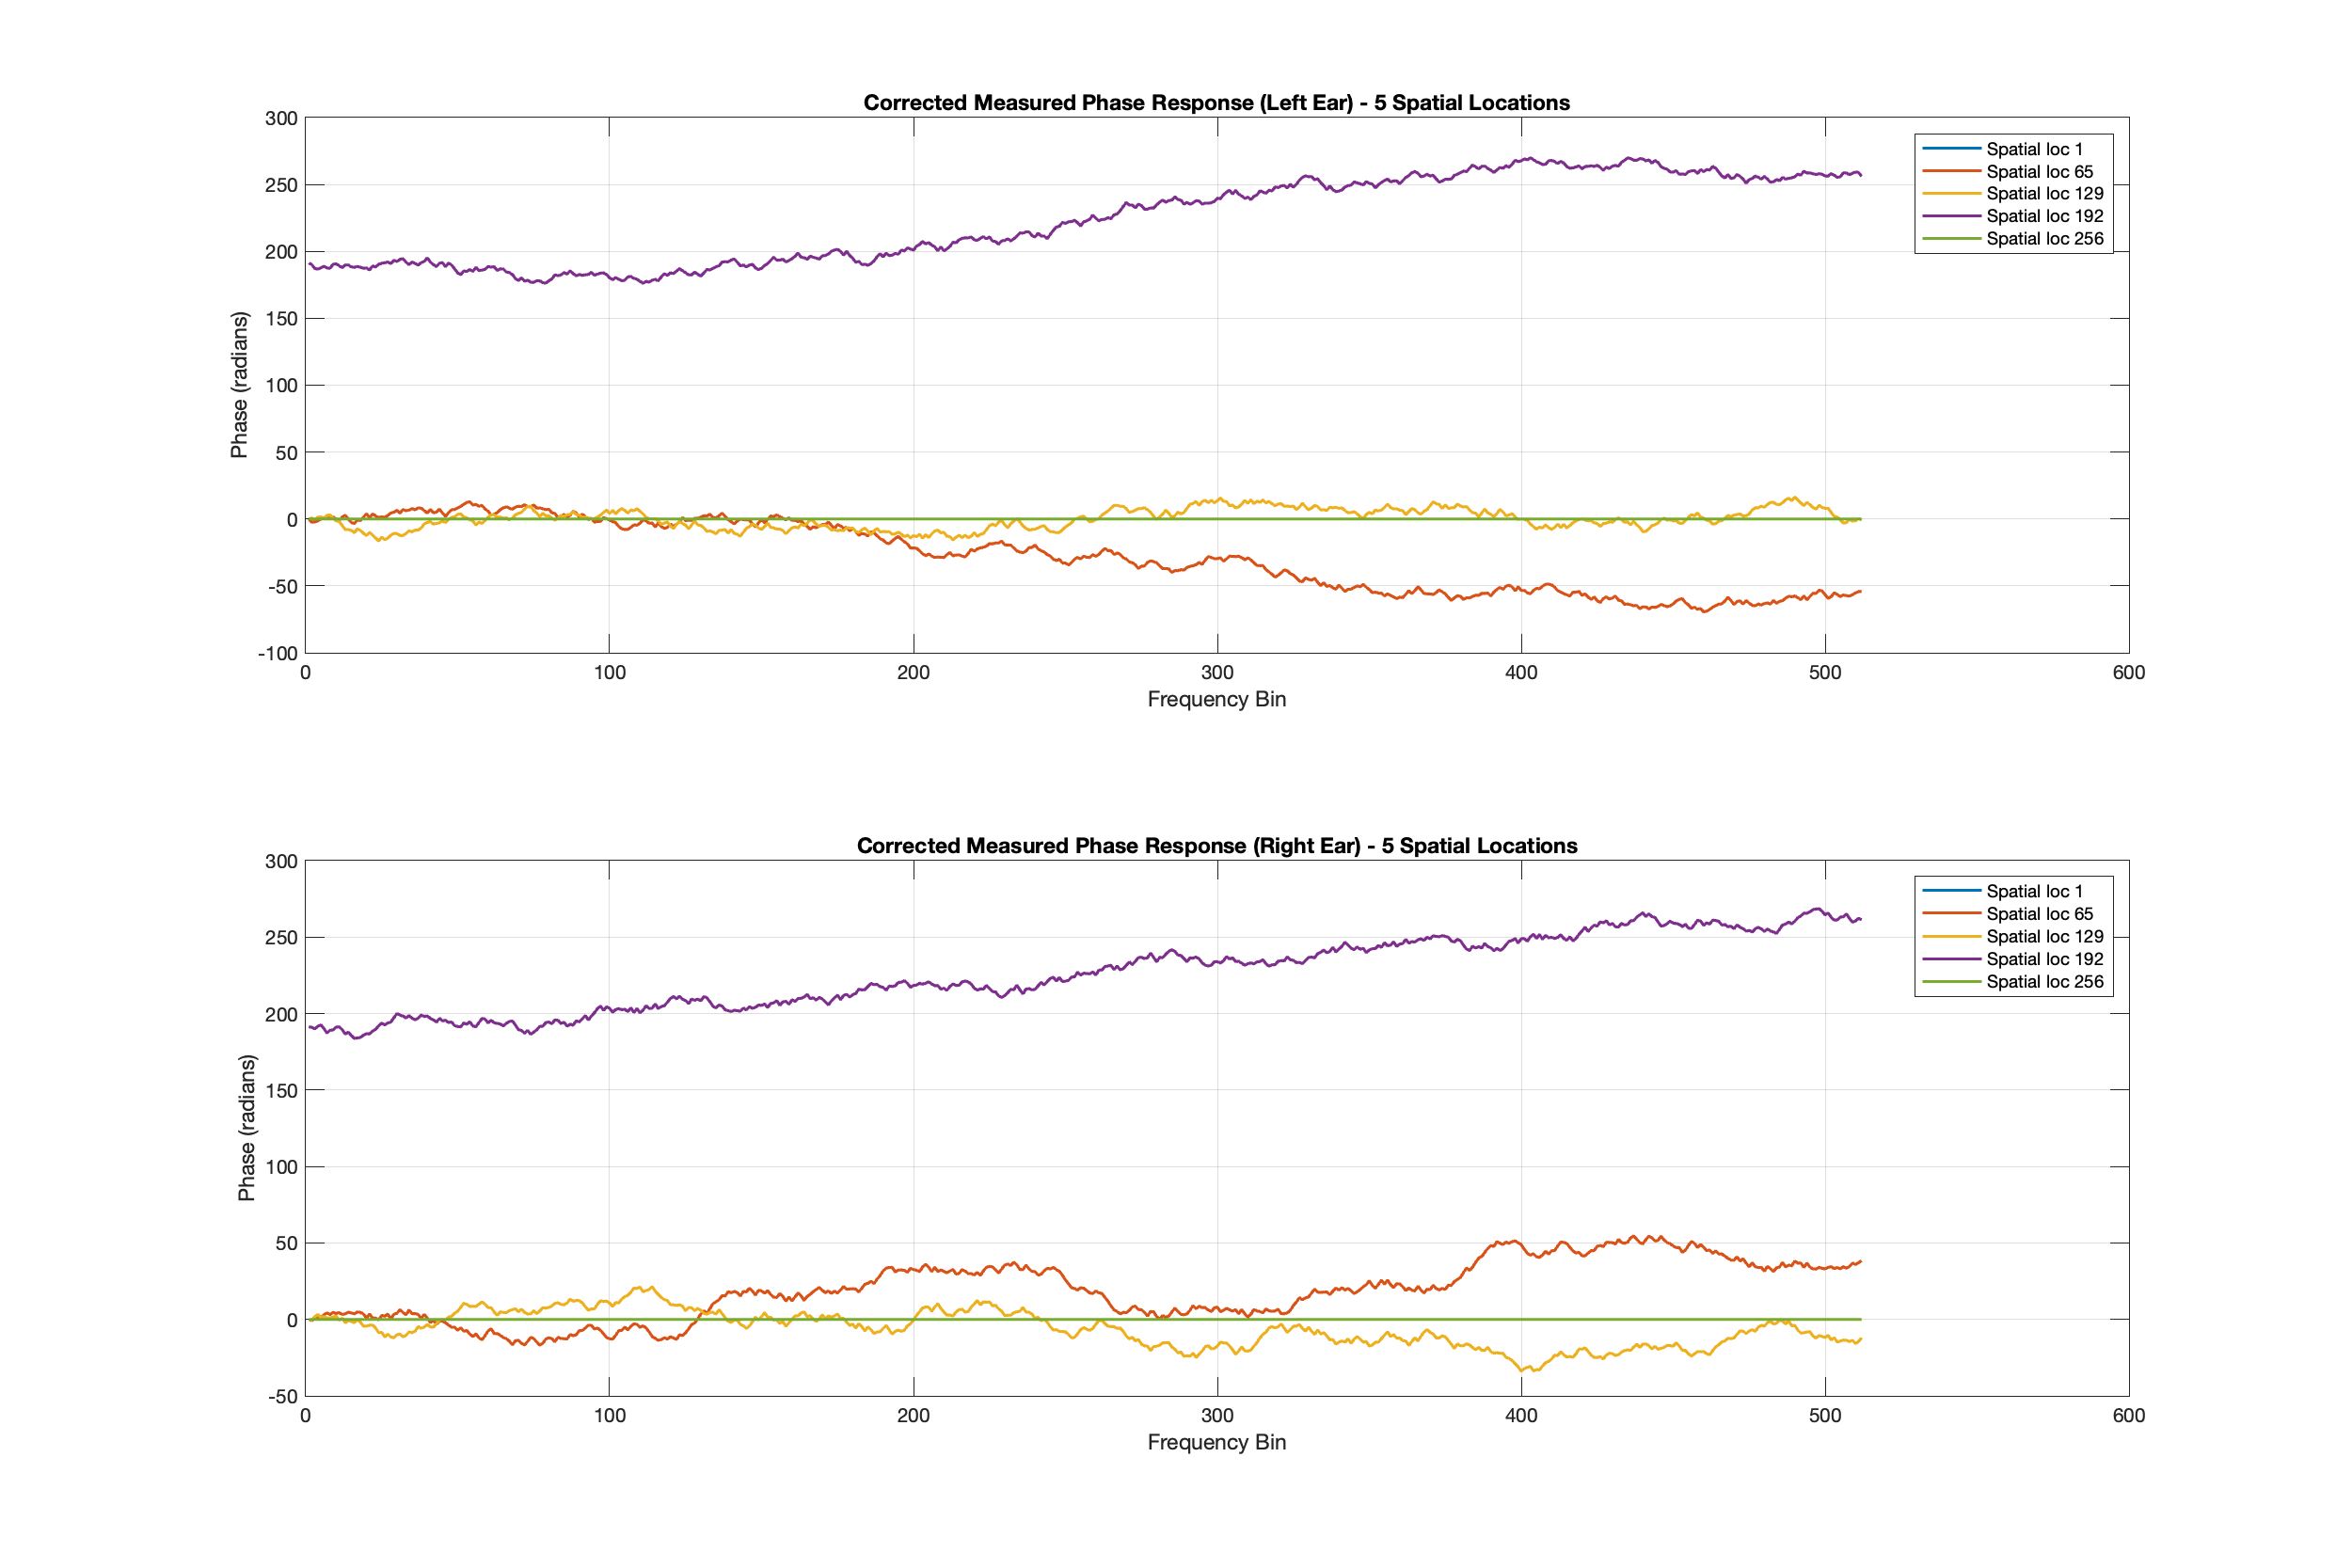 Corrected Measured Phase Response (Left Ear) - 5 Spatial Locations
300
250
200
150
100
50
0
-50
-100
Phase (radians)
0 100 200 300 400 500 600
Frequency Bin
Spatial loc 1
Spatial loc 65
Spatial loc 129
Spatial loc 192
Spatial loc 256
Corrected Measured Phase Response (Right Ear) - 5 Spatial Locations
300
250
200
150
100
50
0
-50
Phase (radians)
0 100 200 300 400 500 600
Frequency Bin
Spatial loc 1
Spatial loc 65
Spatial loc 129
Spatial loc 192
Spatial loc 256